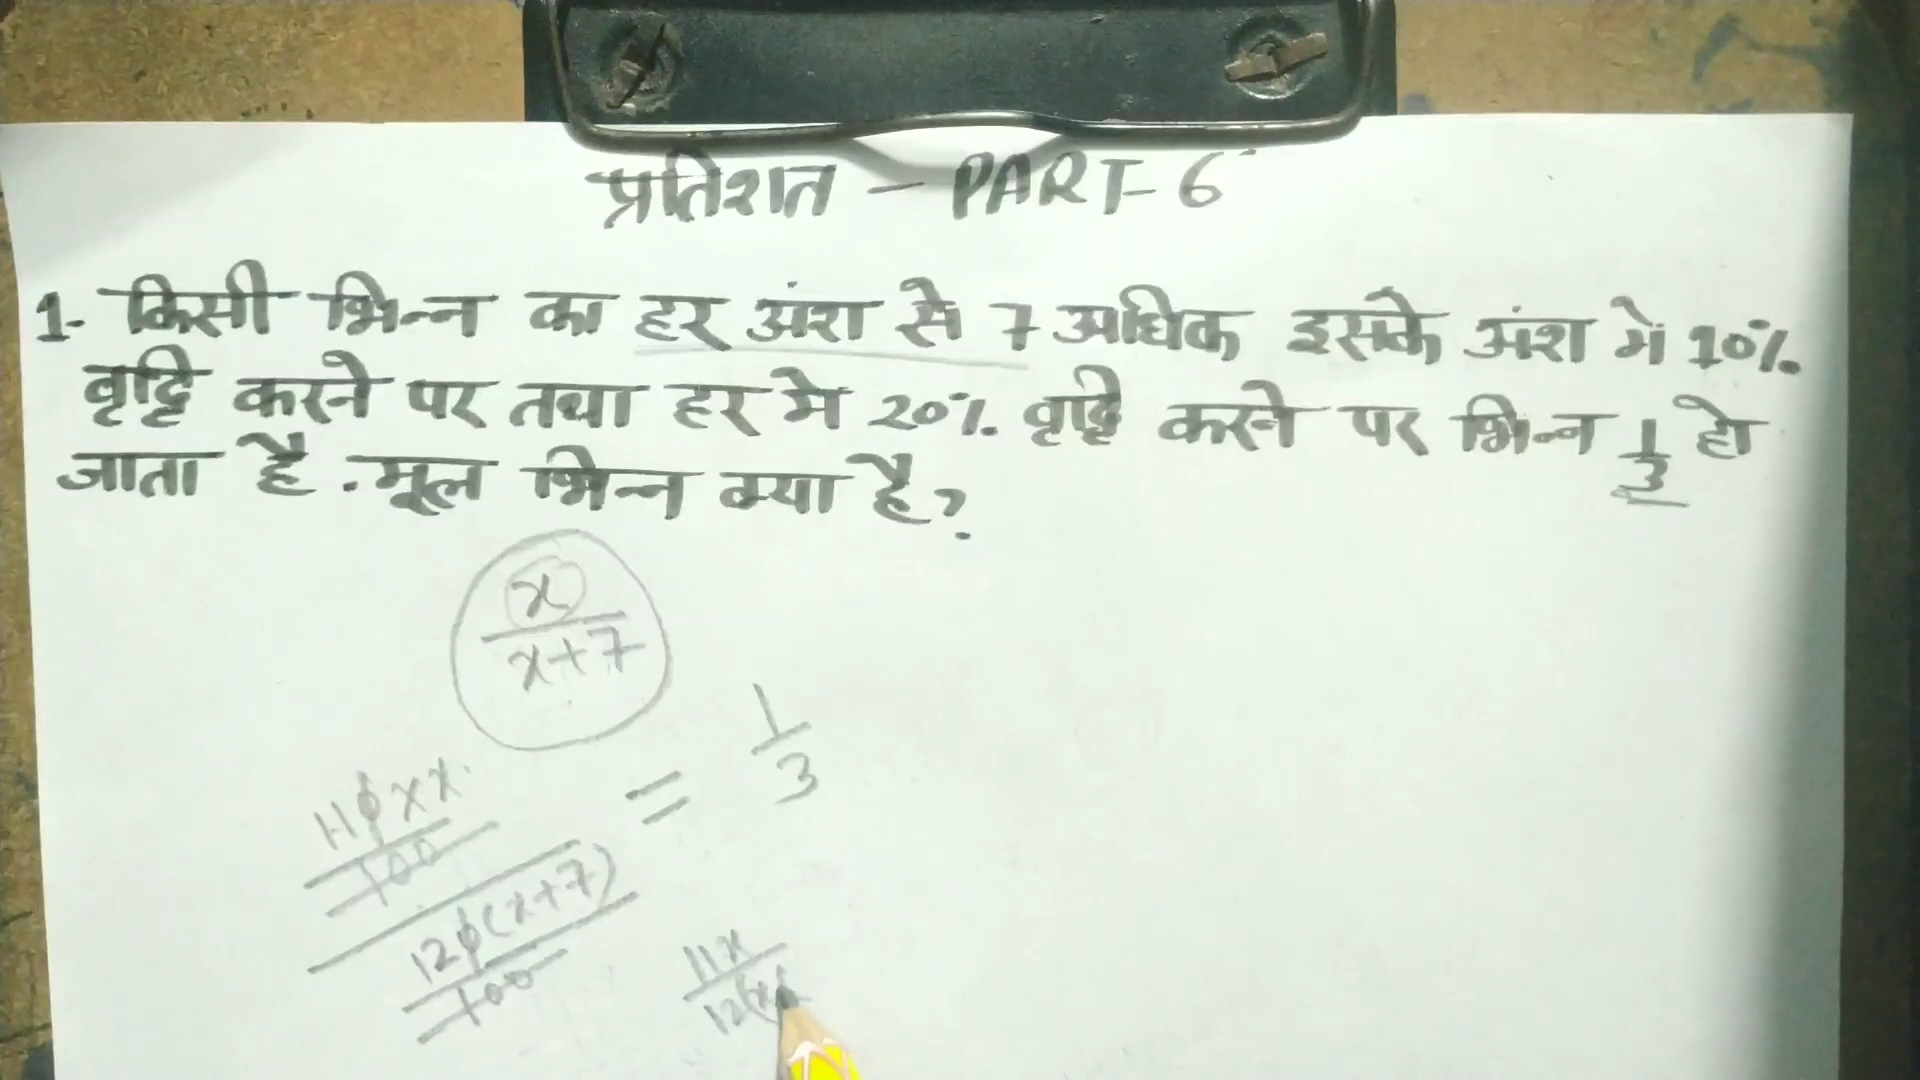 प्रतिशत - PART-6
1. किसी भिन्न का हर अंश से 7 अधिक इसके अंश में 10%
वृद्धि करने पर तथा हर में 20% वृद्धि करने पर भिन्न 1/3 हो
जाता है. मूल भिन्न क्या है?
x
x+7
110 x x
100
120(x+7)
100
= 1/3
11x
12(x